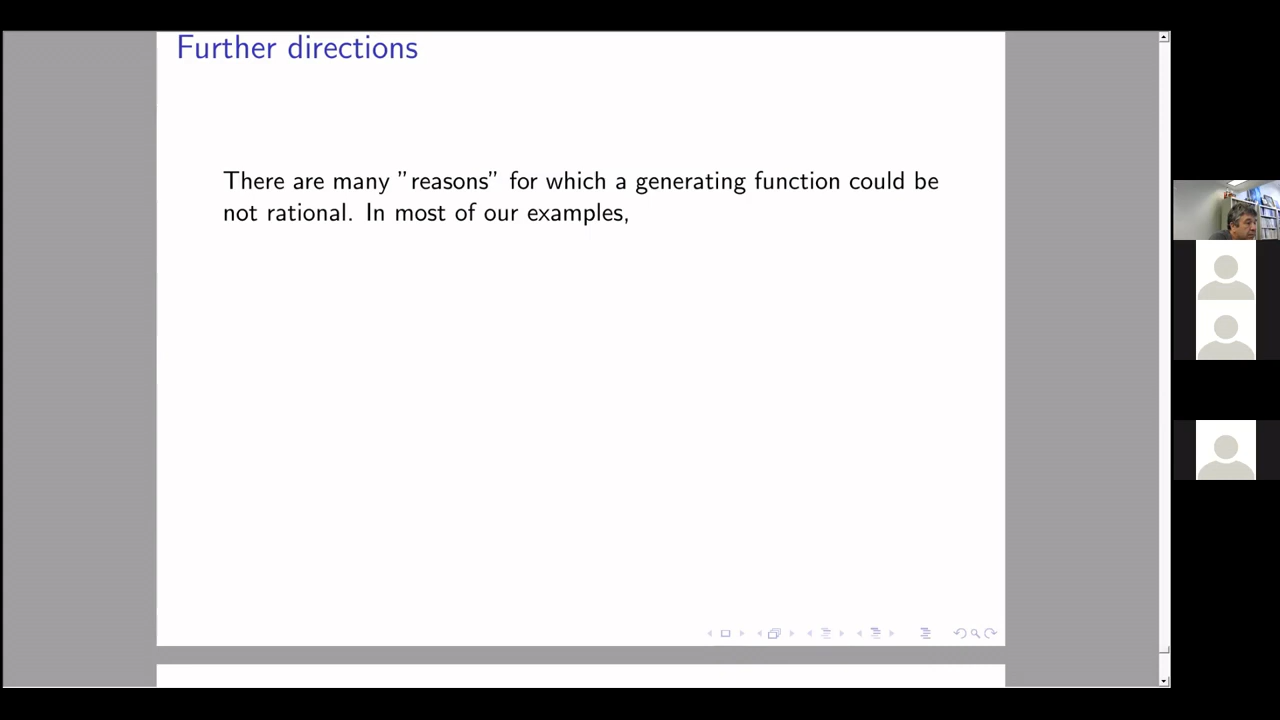 Further directions
There are many ”reasons” for which a generating function could be
not rational. In most of our examples,